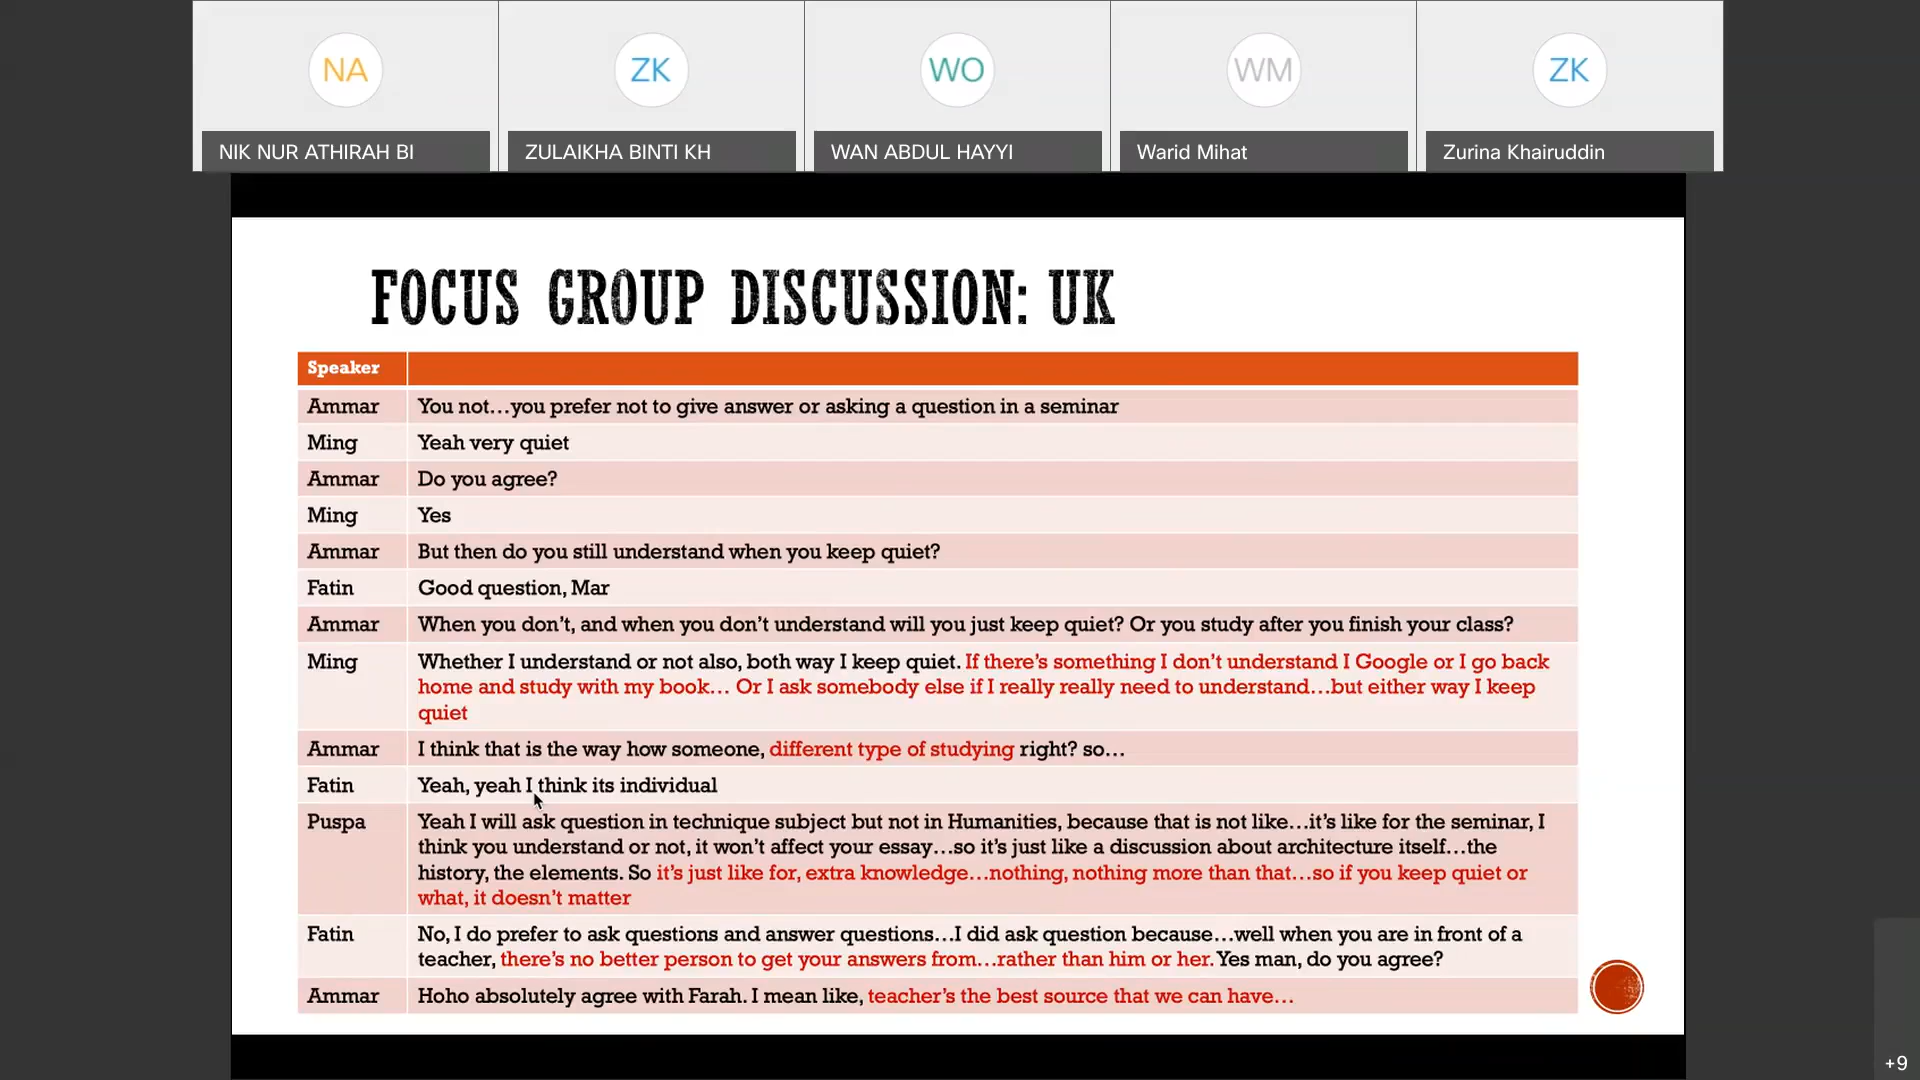 NA
ZK
WO
WM
ZK
NIK NUR ATHIRAH BI
ZULAIKHA BINTI KH
WAN ABDUL HAYYI
Warid Mihat
Zurina Khairuddin
FOCUS GROUP DISCUSSION: UK
Speaker
Ammar You not...you prefer not to give answer or asking a question in a seminar
Ming Yeah very quiet
Ammar Do you agree?
Ming Yes
Ammar But then do you still understand when you keep quiet?
Fatin Good question, Mar
Ammar When you don't, and when you don't understand will you just keep quiet? Or you study after you finish your class?
Ming Whether I understand or not also, both way I keep quiet. If there's something I don't understand I Google or I go back
home and study with my book... Or I ask somebody else if I really really need to understand...but either way I keep
quiet
Ammar I think that is the way how someone, different type of studying right? so...
Fatin Yeah, yeah I think its individual
Puspa Yeah I will ask question in technique subject but not in Humanities, because that is not like...it's like for the seminar, I
think you understand or not, it won't affect your essay...so it's just like a discussion about architecture itself...the
history, the elements. So it's just like for, extra knowledge...nothing, nothing more than that...so if you keep quiet or
what, it doesn't matter
Fatin No, I do prefer to ask questions and answer questions...I did ask question because...well when you are in front of a
teacher, there's no better person to get your answers from...rather than him or her. Yes man, do you agree?
Ammar Hoho absolutely agree with Farah. I mean like, teacher's the best source that we can have...
+9